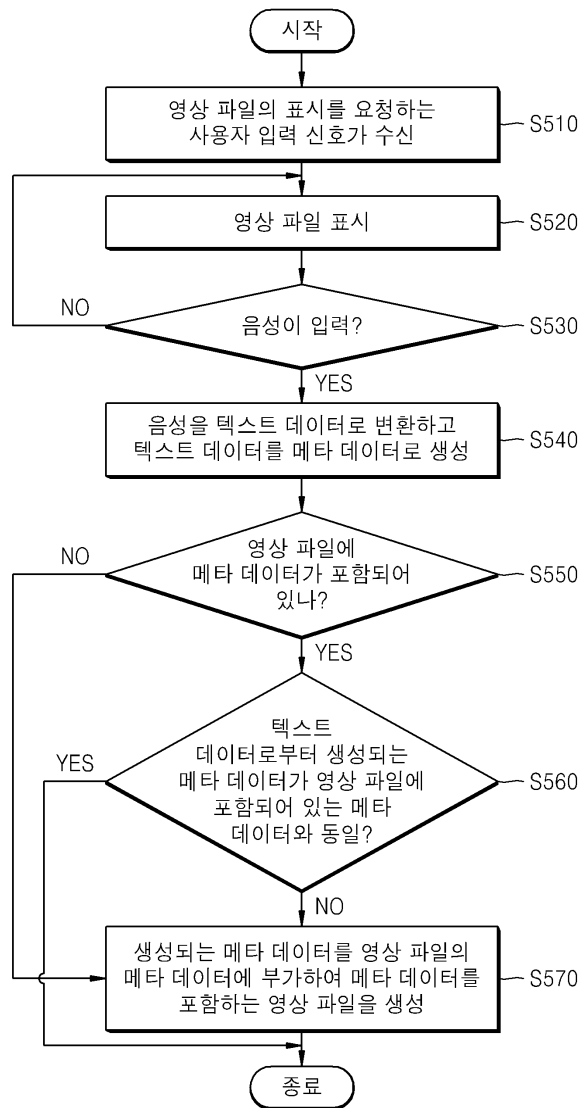 시작
영상 파일의 표시를 요청하는
사용자 입력 신호가 수신
S510
영상 파일 표시
S520
NO
음성이 입력?
S530
YES
음성을 텍스트 데이터로 변환하고
텍스트 데이터를 메타 데이터로 생성
S540
NO
영상 파일에
메타 데이터가 포함되어
있나?
S550
YES
YES
텍스트
데이터로부터 생성되는
메타 데이터가 영상 파일에
포함되어 있는 메타
데이터와 동일?
S560
NO
생성되는 메타 데이터를 영상 파일의
메타 데이터에 부가하여 메타 데이터를
포함하는 영상 파일을 생성
S570
종료